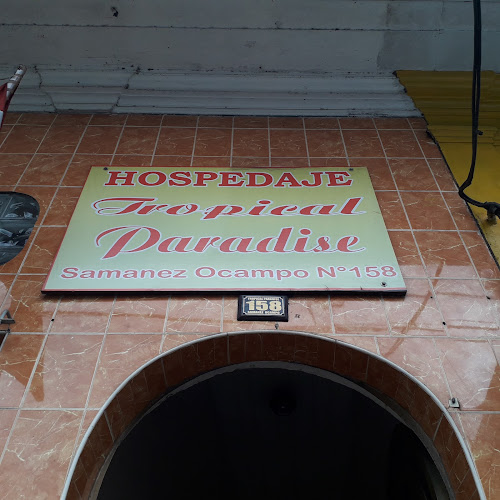 HOSPEDAJE
Tropical
Paradise
Samanez Ocampo N°158
158